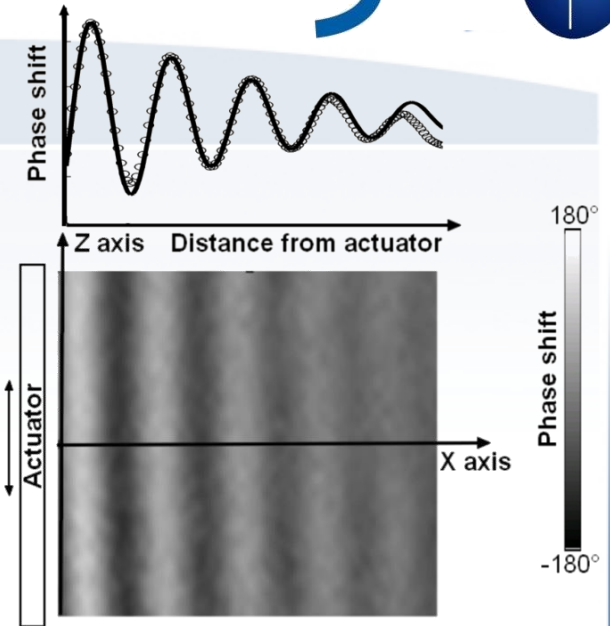 Phase shift
Z axis
Distance from actuator
180°
Actuator
Phase shift
X axis
-180°